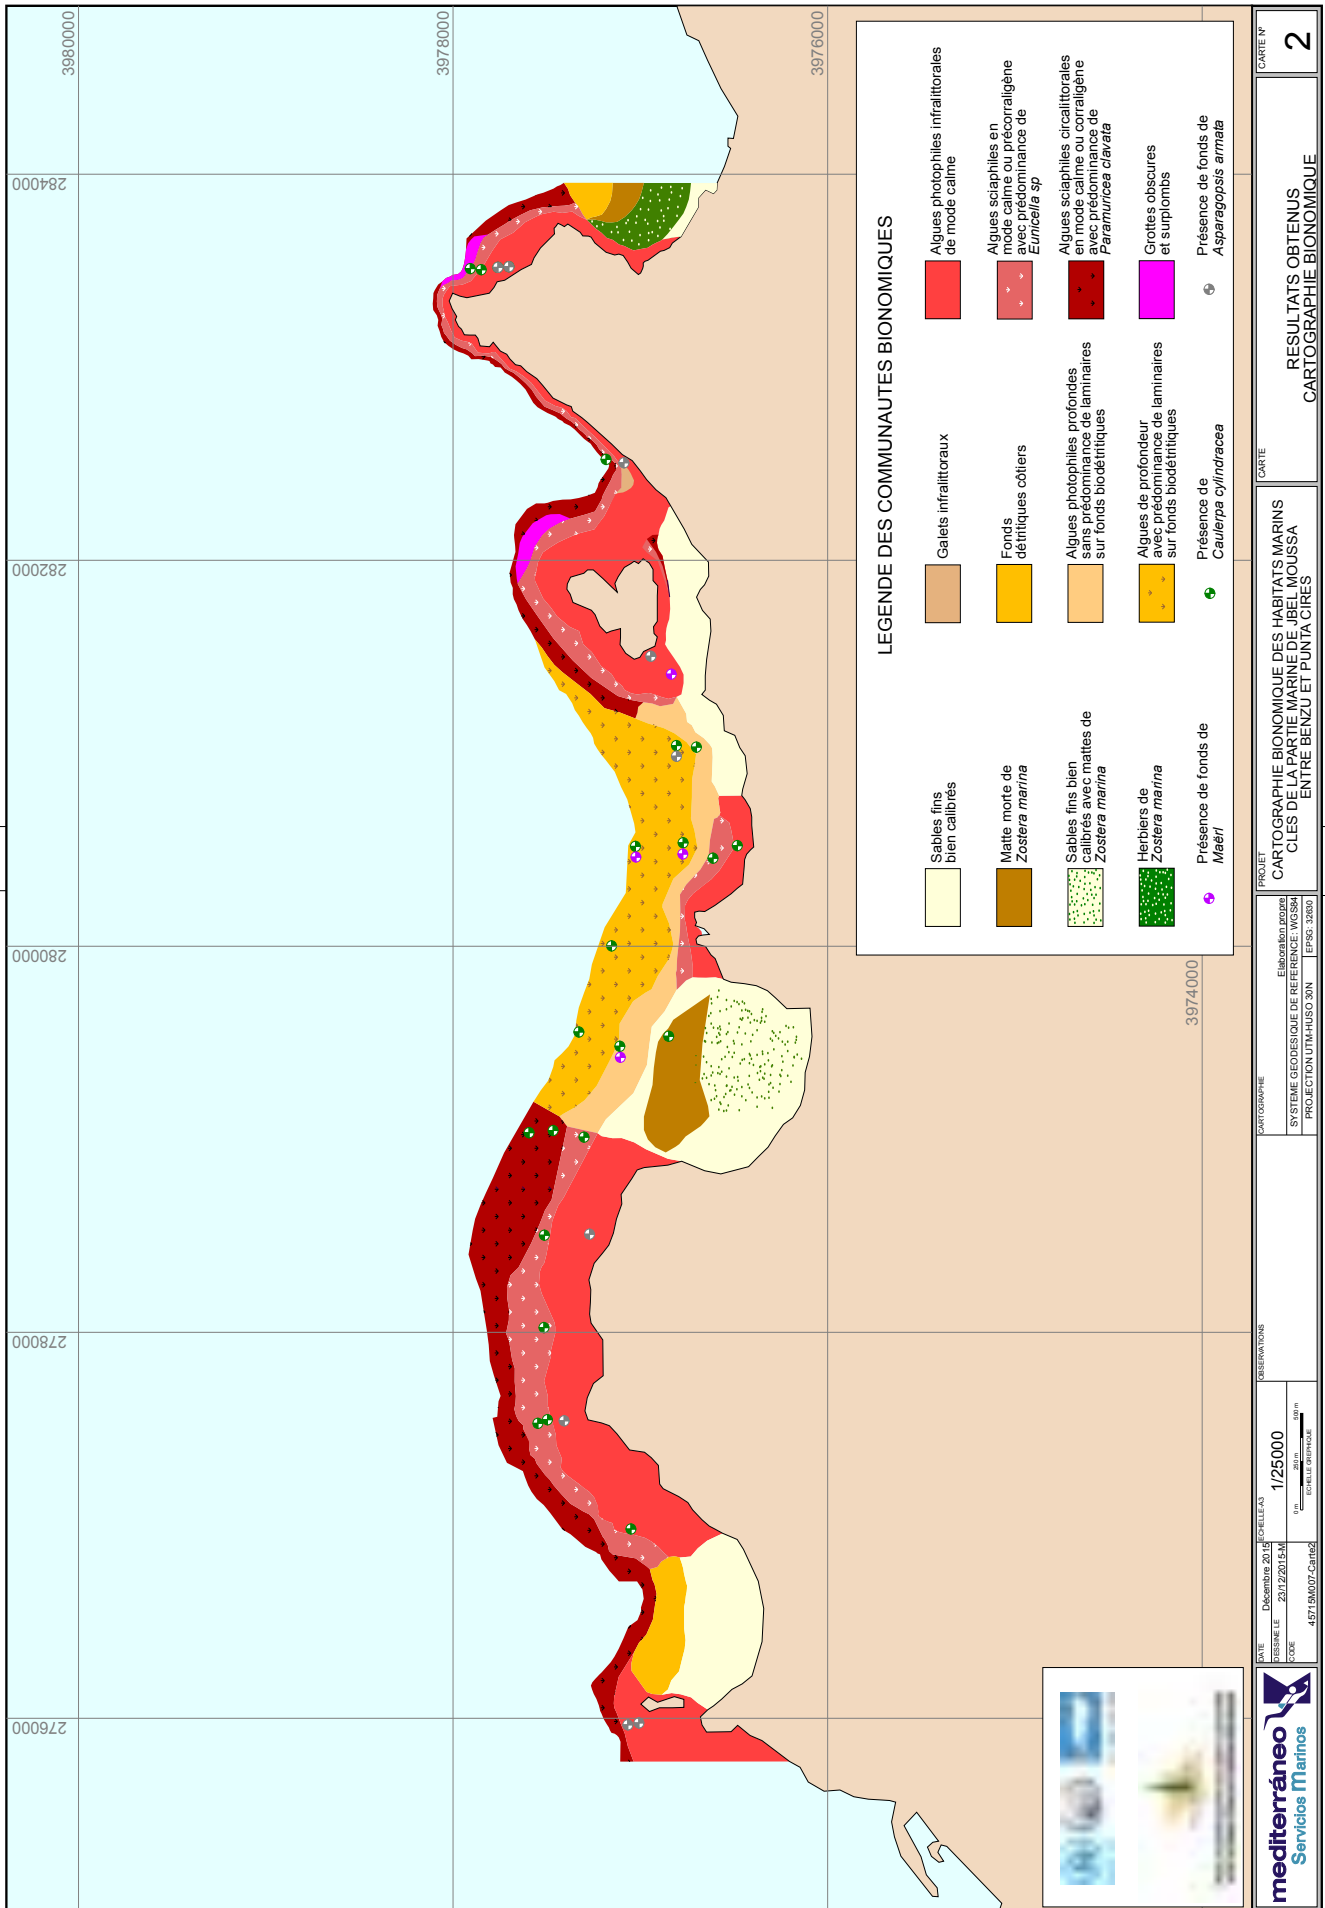 3980000
3978000
3976000
3974000
276000
278000
280000
282000
284000
LEGENDE DES COMMUNAUTES BIONOMIQUES
Sables fins
bien calibrés
Matte morte de
Zostera marina
Sables fins bien
calibrés avec mattes de
Zostera marina
Herbiers de
Zostera marina
Présence de fonds de
Maërl
Galets infralittoraux
Fonds
détritiques côtiers
Algues photophiles profondes
sans prédominance de laminaires
sur fonds biodétritiques
Algues de profondeur
avec prédominance de laminaires
sur fonds biodétritiques
Présence de
Caulerpa cylindracea
Algues photophiles infralittorales
de mode calme
Algues sciaphiles en
mode calme ou précorraligène
avec prédominance de
Eunicella sp
Algues sciaphiles circalittorales
en mode calme ou corraligène
avec prédominance de
Paramuricea clavata
Grottes obscures
et surplombs
Présence de fonds de
Asparagopsis armata
mediterráneo
Servicios Marinos
DATE
Décembre 2015
DESSINE LE
23/12/2015-M
CODE
45715M007-Carte2
ECHELLE-A3
1/25000
0 m
250 m
500 m
ECHELLE GREPHIQUE
OBSERVATIONS
CARTOGRAPHIE
Elaboration propre
SYSTEME GEODESIQUE DE REFERENCE: WGS84
PROJECTION UTM-HUSO 30N
EPSG: 32630
PROJET
CARTOGRAPHIE BIONOMIQUE DES HABITATS MARINS
CLES DE LA PARTIE MARINE DE JBEL MOUSSA
ENTRE BENZU ET PUNTA CIRES
CARTE
RESULTATS OBTENUS
CARTOGRAPHIE BIONOMIQUE
CARTE Nº
2